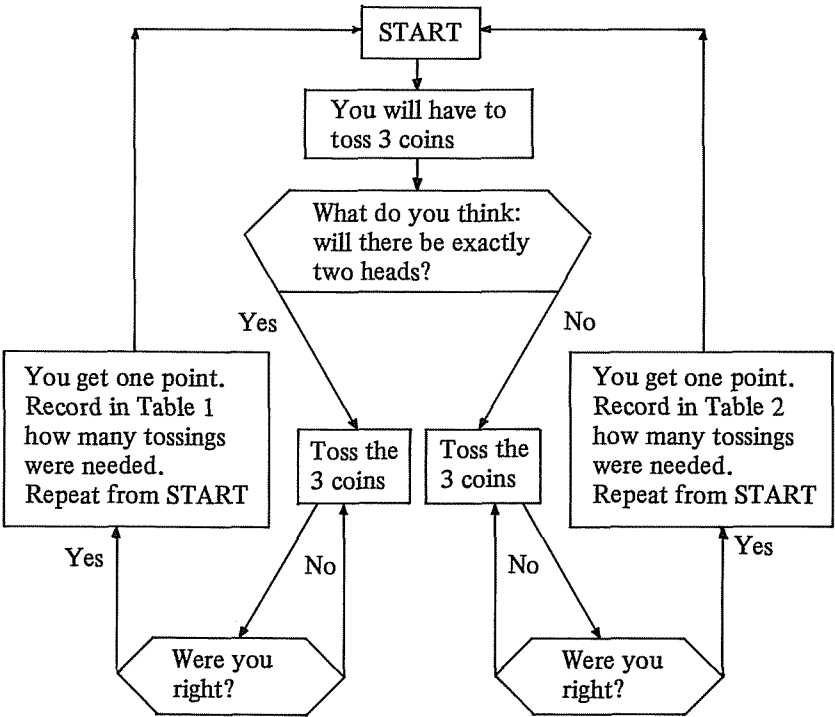 START
You will have to
toss 3 coins
What do you think:
will there be exactly
two heads?
Yes
No
You get one point.
Record in Table 1
how many tossings
were needed.
Repeat from START
Toss the
3 coins
Toss the
3 coins
You get one point.
Record in Table 2
how many tossings
were needed.
Repeat from START
Yes
No
No
Yes
Were you
right?
Were you
right?